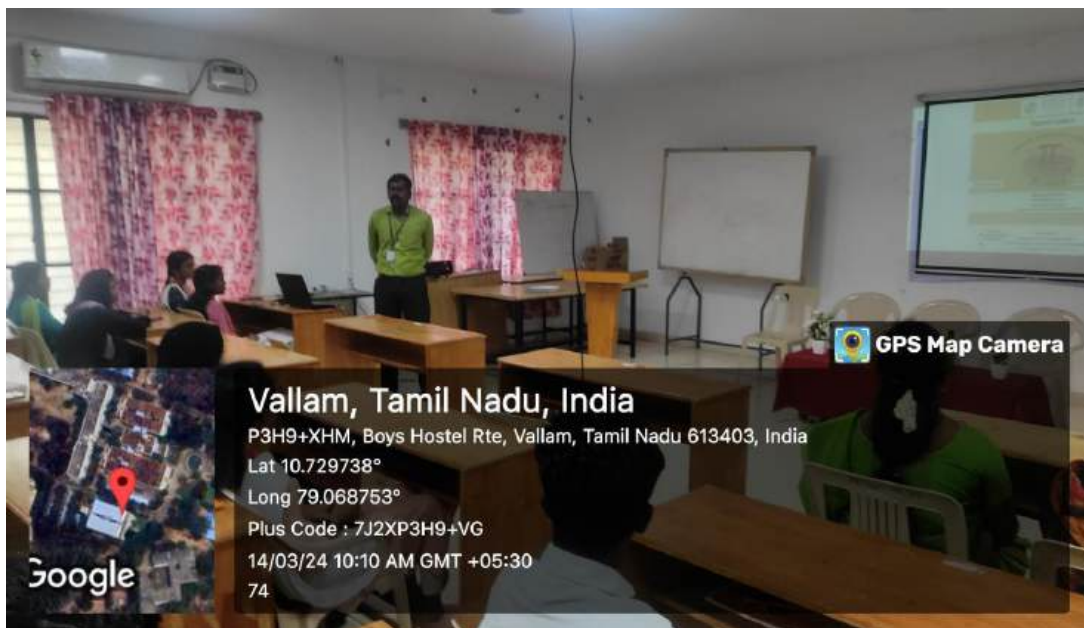 GPS Map Camera
Vallam, Tamil Nadu, India
P3H9+XHM, Boys Hostel Rte, Vallam, Tamil Nadu 613403, India
Lat 10.729738°
Long 79.068753°
Plus Code : 7J2XP3H9+VG
14/03/24 10:10 AM GMT +05:30
74
Google